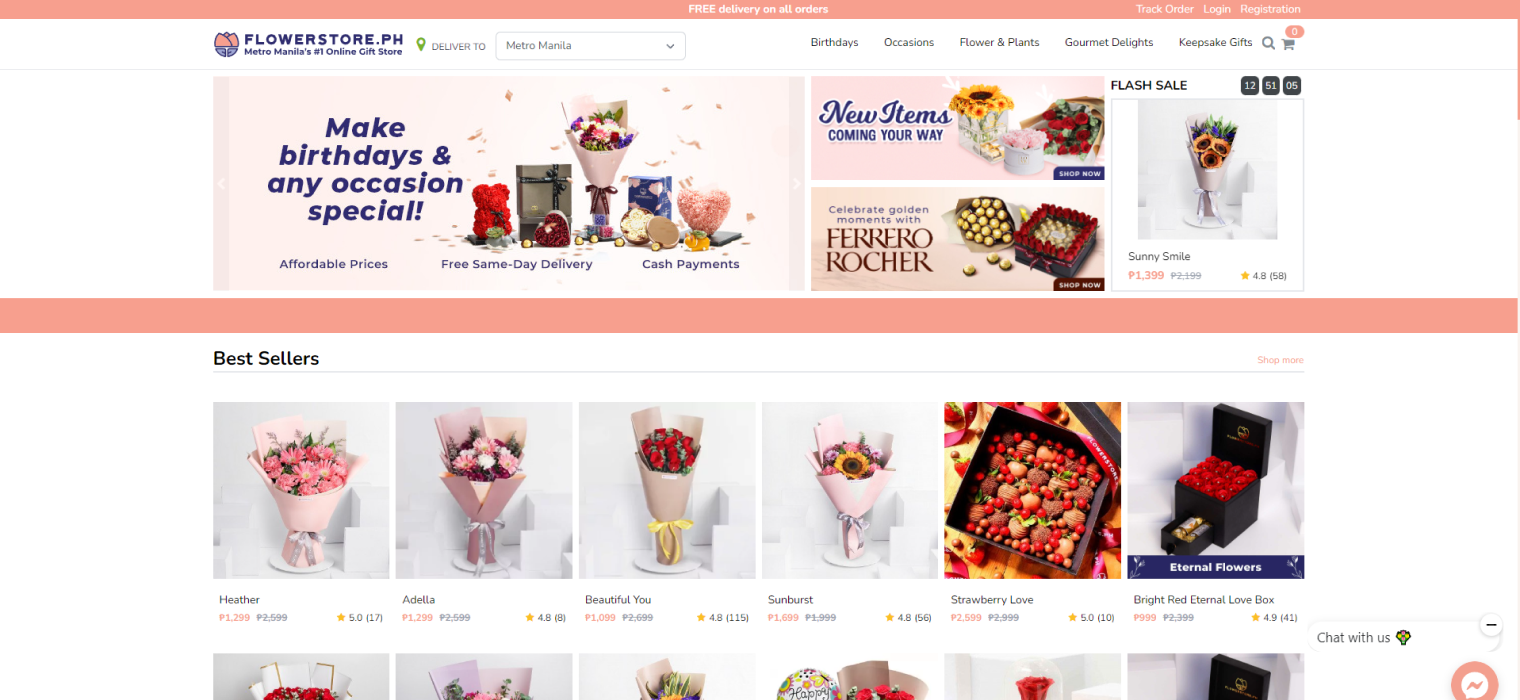 FREE delivery on all orders
Track Order Login Registration
FLOWERSTORE.PH
Metro Manila's #1 Online Gift Store
DELIVER TO
Metro Manila
Birthdays
Occasions
Flower & Plants
Gourmet Delights
Keepsake Gifts
0
Make
birthdays &
any occasion
special!
Affordable Prices
Free Same-Day Delivery
Cash Payments
New Items
COMING YOUR WAY
SHOP NOW
Celebrate golden
moments with
FERRERO
ROCHER
SHOP NOW
FLASH SALE
12 51 05
Sunny Smile
₱1,399 ₱2,199 4.8 (58)
Best Sellers
Shop more
FLOWERSTORE
Eternal Flowers
Heather
₱1,299 ₱2,599 5.0 (17)
Adella
₱1,299 ₱2,599 4.8 (8)
Beautiful You
₱1,099 ₱2,699 4.8 (115)
Sunburst
₱1,699 ₱1,999 4.8 (56)
Strawberry Love
₱2,599 ₱2,999 5.0 (10)
Bright Red Eternal Love Box
₱999 ₱2,399 4.9 (41)
Chat with us
Happy